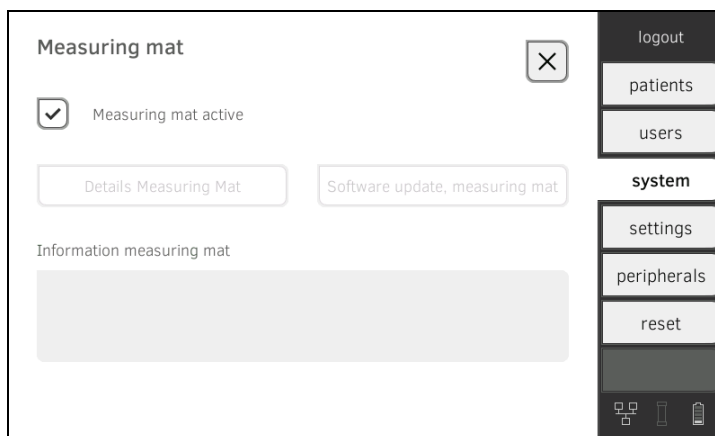 Measuring mat
Measuring mat active
Details Measuring Mat
Software update, measuring mat
Information measuring mat
logout
patients
users
system
settings
peripherals
reset